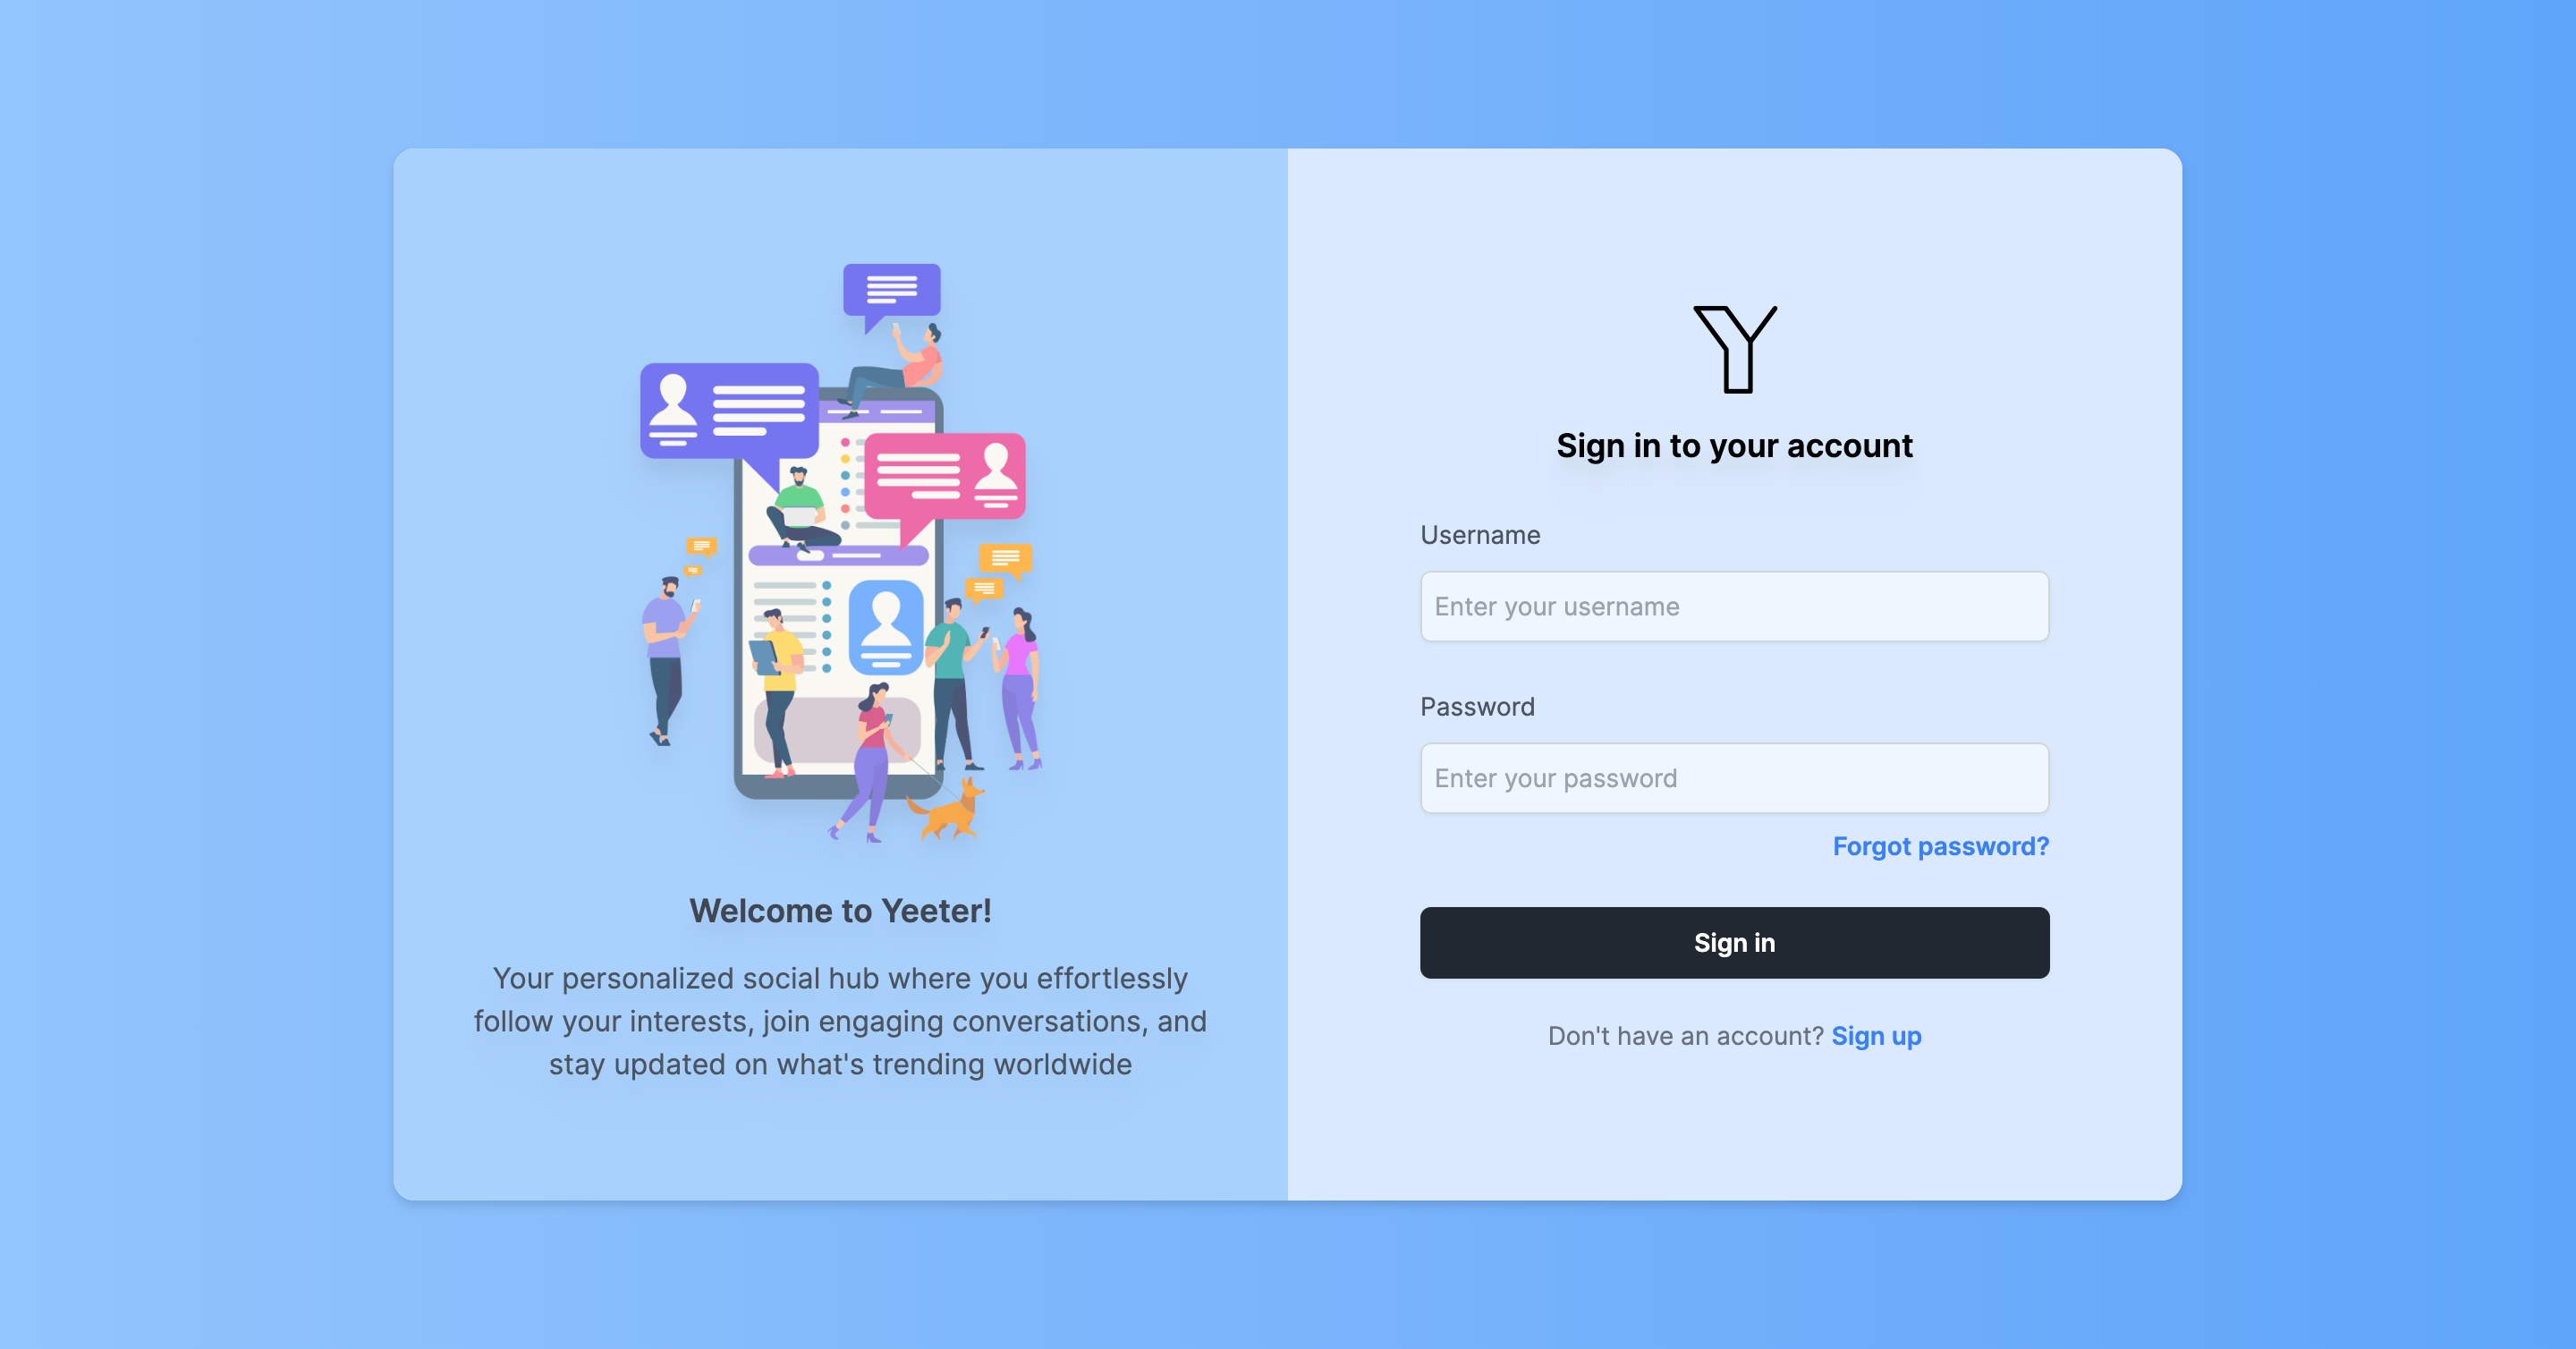 Welcome to Yeeter!
Your personalized social hub where you effortlessly
follow your interests, join engaging conversations, and
stay updated on what's trending worldwide
Y
Sign in to your account
Username
Enter your username
Password
Enter your password
Forgot password?
Sign in
Don't have an account? Sign up